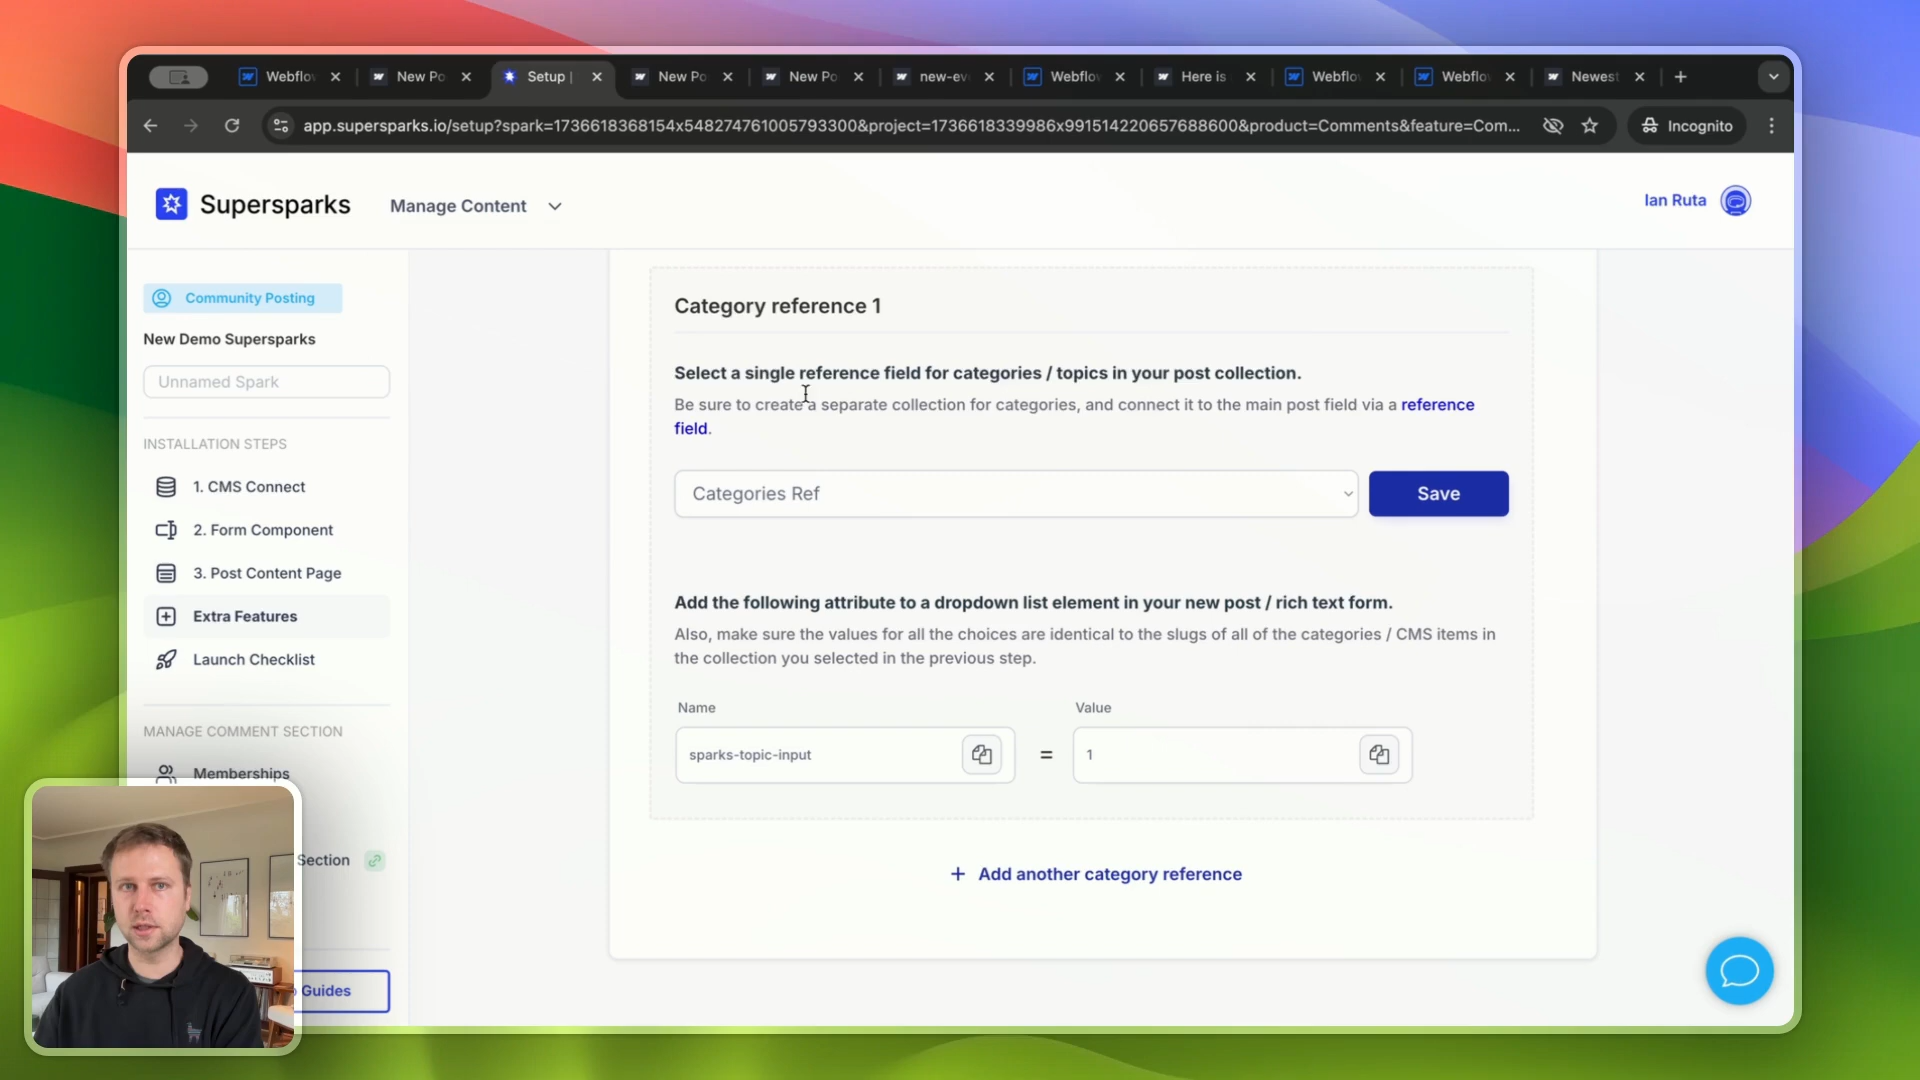 Webflo
New Po
Setup |
New Po
New Po
new-ev
Webflo
Here is
Webflo
Webflo
Newest
app.supersparks.io/setup?spark=1736618368154x548274761005793300&project=1736618339986x991514220657688600&product=Comments&feature=Com...
Incognito
Supersparks
Manage Content
Ian Ruta
Community Posting
New Demo Supersparks
Unnamed Spark
INSTALLATION STEPS
1. CMS Connect
2. Form Component
3. Post Content Page
Extra Features
Launch Checklist
MANAGE COMMENT SECTION
Memberships
Section
Guides
Category reference 1
Select a single reference field for categories / topics in your post collection.
Be sure to create a separate collection for categories, and connect it to the main post field via a reference
field.
Categories Ref
Save
Add the following attribute to a dropdown list element in your new post / rich text form.
Also, make sure the values for all the choices are identical to the slugs of all of the categories / CMS items in
the collection you selected in the previous step.
Name
Value
sparks-topic-input
=
1
+ Add another category reference